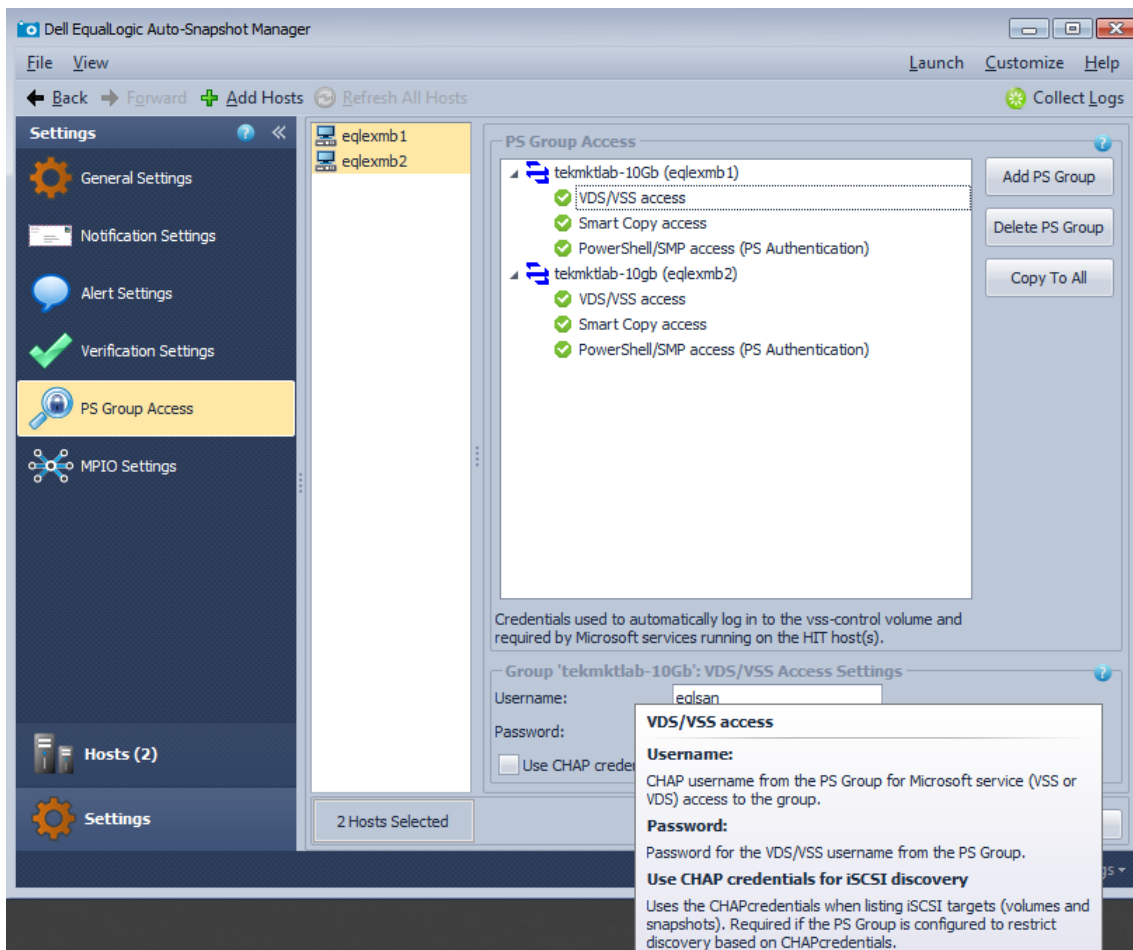 Dell EqualLogic Auto-Snapshot Manager
File View Launch Customize Help
Back Forward Add Hosts Refresh All Hosts Collect Logs
Settings
General Settings
Notification Settings
Alert Settings
Verification Settings
PS Group Access
MPIO Settings
Hosts (2)
Settings
eqlexmb1
eqlexmb2
2 Hosts Selected
PS Group Access
tekmktlab-10Gb (eqlexmb1)
VDS/VSS access
Smart Copy access
PowerShell/SMP access (PS Authentication)
tekmktlab-10gb (eqlexmb2)
VDS/VSS access
Smart Copy access
PowerShell/SMP access (PS Authentication)
Add PS Group
Delete PS Group
Copy To All
Credentials used to automatically log in to the vss-control volume and
required by Microsoft services running on the HIT host(s).
Group 'tekmktlab-10Gb': VDS/VSS Access Settings
Username: eqlsan
Password:
Use CHAP creder
VDS/VSS access
Username:
CHAP username from the PS Group for Microsoft service (VSS or
VDS) access to the group.
Password:
Password for the VDS/VSS username from the PS Group.
Use CHAP credentials for iSCSI discovery
Uses the CHAPcredentials when listing iSCSI targets (volumes and
snapshots). Required if the PS Group is configured to restrict
discovery based on CHAPcredentials.